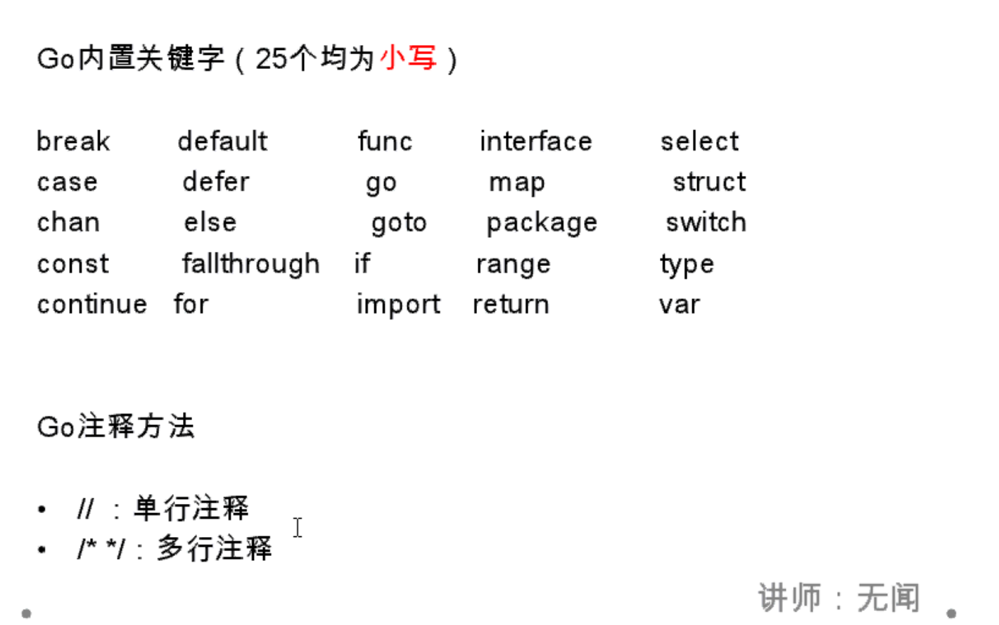 Go内置关键字（25个均为小写）
break default func interface select
case defer go map struct
chan else goto package switch
const fallthrough if range type
continue for import return var
Go注释方法
• // ：单行注释
• /* */：多行注释
讲师：无闻